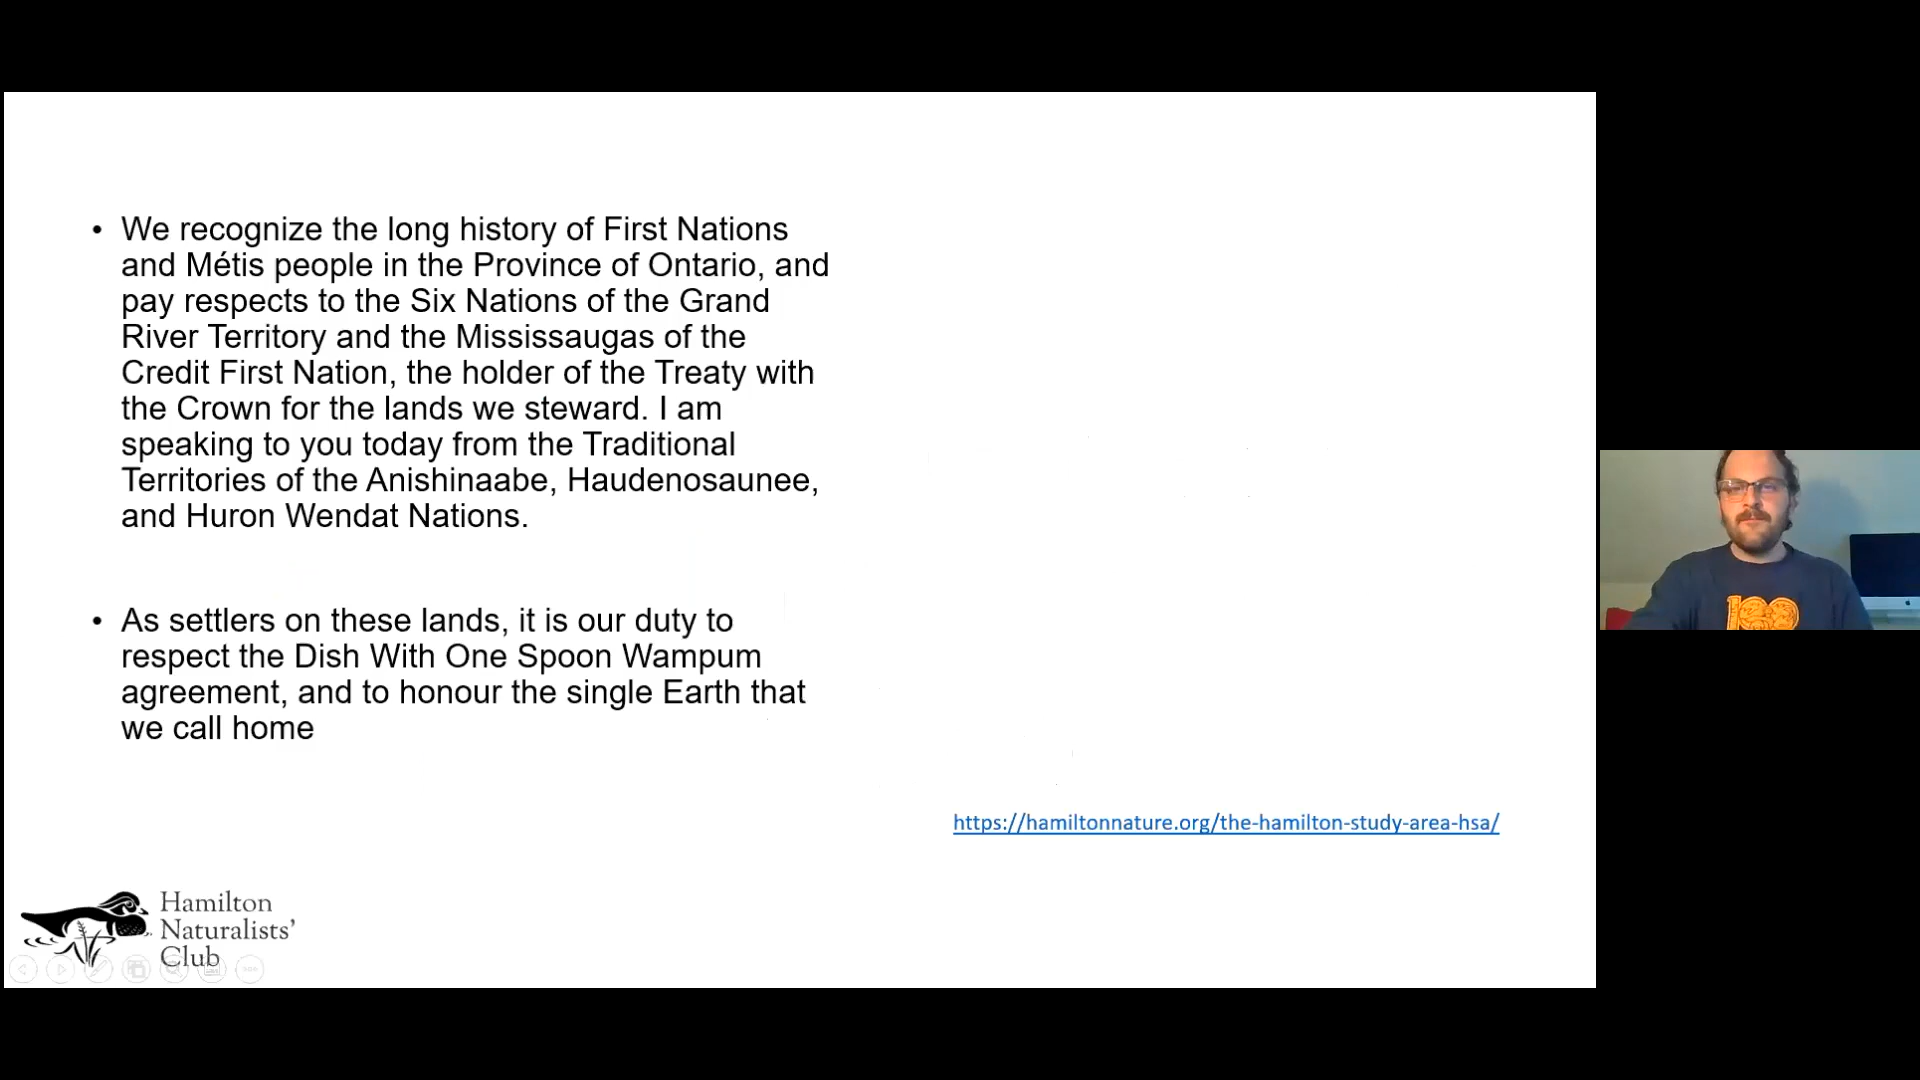 • We recognize the long history of First Nations
and Métis people in the Province of Ontario, and
pay respects to the Six Nations of the Grand
River Territory and the Mississaugas of the
Credit First Nation, the holder of the Treaty with
the Crown for the lands we steward. I am
speaking to you today from the Traditional
Territories of the Anishinaabe, Haudenosaunee,
and Huron Wendat Nations.
• As settlers on these lands, it is our duty to
respect the Dish With One Spoon Wampum
agreement, and to honour the single Earth that
we call home
https://hamiltonnature.org/the-hamilton-study-area-hsa/
Hamilton
Naturalists’
Club
100